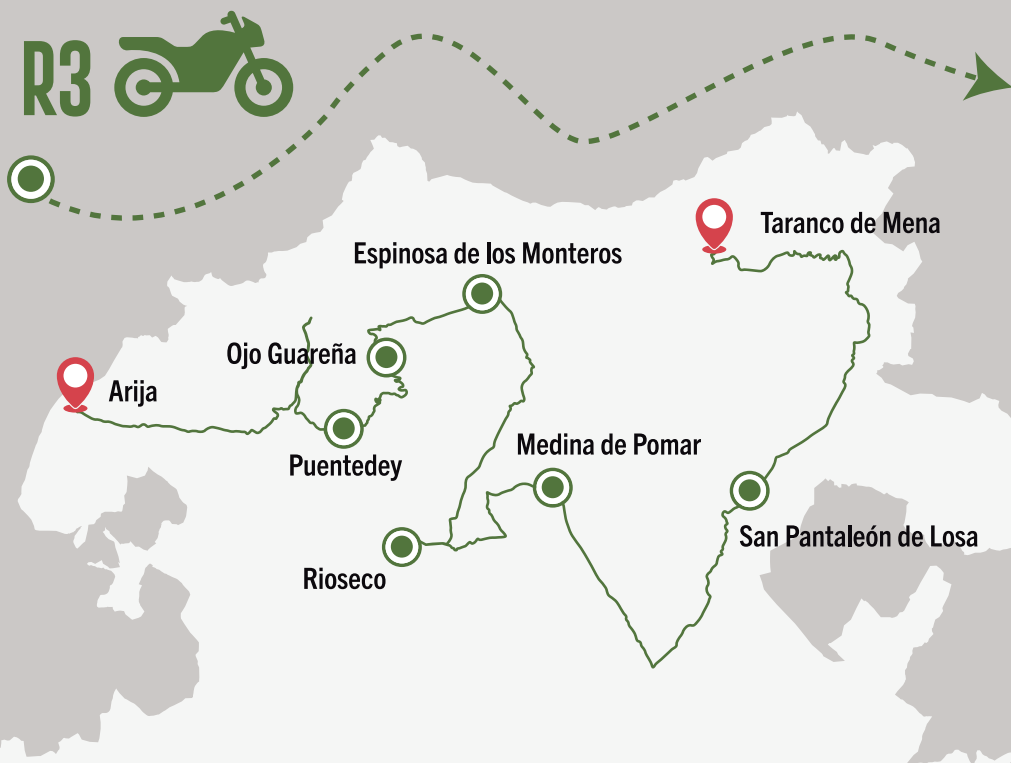 R3
Taranco de Mena
Espinosa de los Monteros
Ojo Guareña
Arija
Medina de Pomar
Puentedey
San Pantaleón de Losa
Rioseco